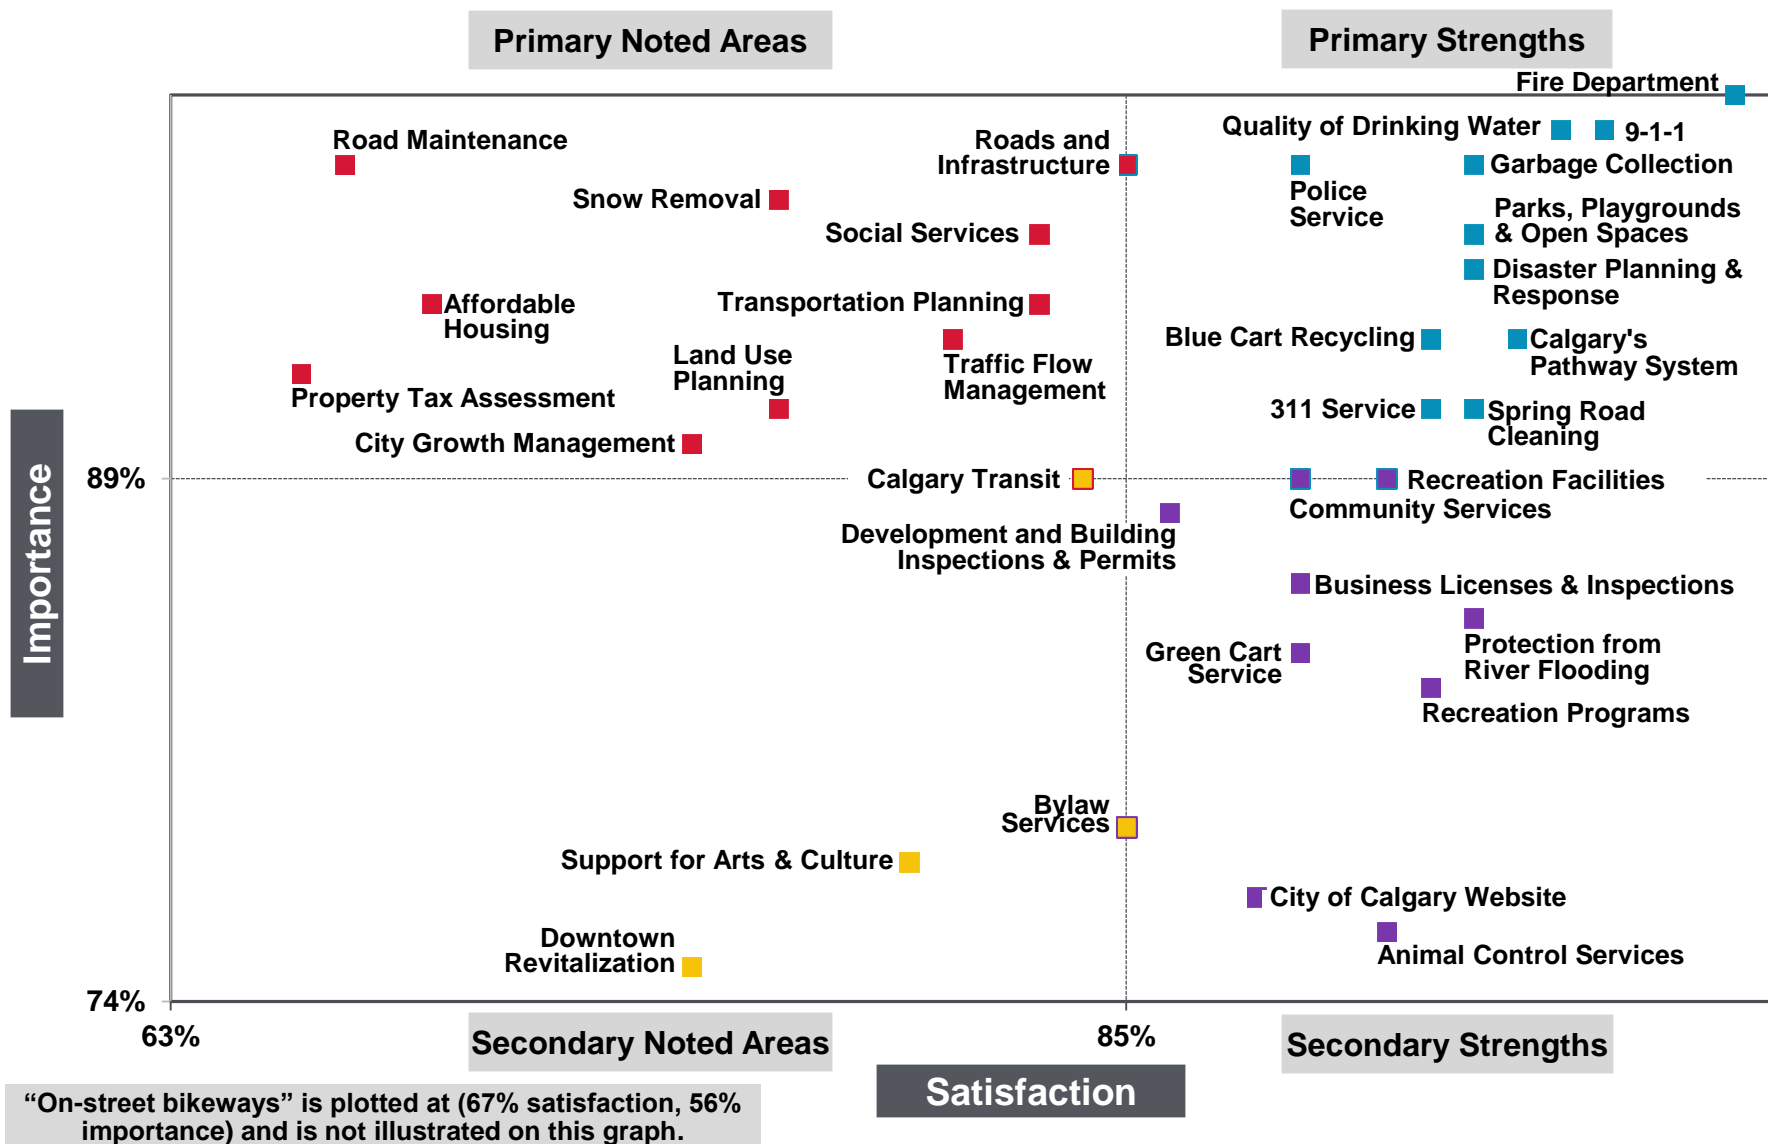 Primary Noted Areas
Primary Strengths
Fire Department
Quality of Drinking Water
9-1-1
Road Maintenance
Roads and
Infrastructure
Garbage Collection
Snow Removal
Police
Service
Parks, Playgrounds
& Open Spaces
Social Services
Disaster Planning &
Response
Affordable
Housing
Transportation Planning
Blue Cart Recycling
Calgary's
Pathway System
Land Use
Planning
Traffic Flow
Management
Property Tax Assessment
311 Service
Spring Road
Cleaning
City Growth Management
Importance
89%
Calgary Transit
Recreation Facilities
Community Services
Development and Building
Inspections & Permits
Business Licenses & Inspections
Green Cart
Service
Protection from
River Flooding
Recreation Programs
Bylaw
Services
Support for Arts & Culture
City of Calgary Website
Downtown
Revitalization
Animal Control Services
74%
63%
85%
Secondary Noted Areas
Secondary Strengths
Satisfaction
“On-street bikeways” is plotted at (67% satisfaction, 56%
importance) and is not illustrated on this graph.